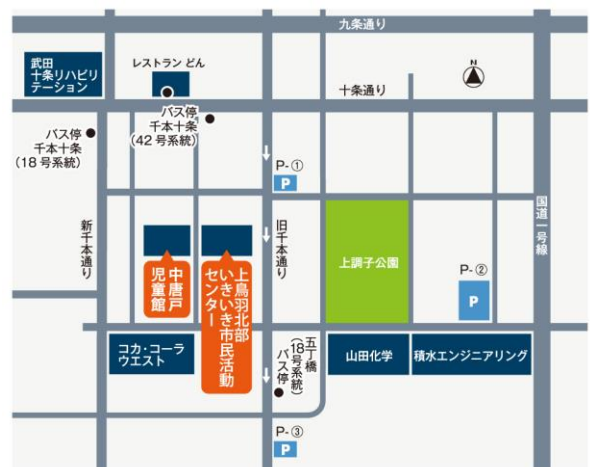 九条通り
武田
十条リハビリ
テーション
レストラン どん
十条通り
N
バス停
千本十条
(42 号系統)
バス停
千本十条
(18 号系統)
P-①
P
新千本通り
旧千本通り
国道一号線
上調子公園
P-②
P
中唐戸
児童館
上鳥羽北部
いきいき市民活動
センター
コカ・コーラ
ウエスト
五丁橋
(18号系統)
バス停
山田化学
積水エンジニアリング
P-③
P